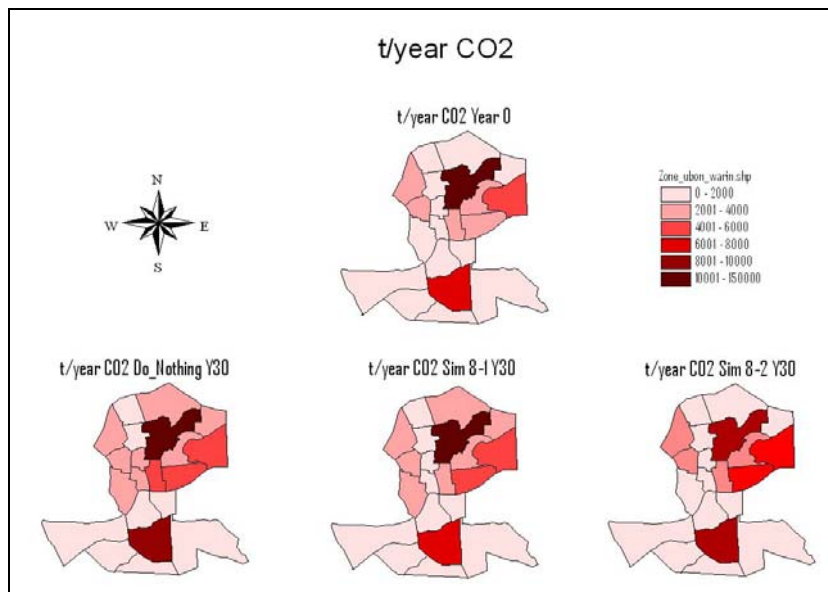 t/year CO2
t/year CO2 Year 0
N
W E
S
Zone_ubon_warin.shp
0 - 2000
2001 - 4000
4001 - 6000
6001 - 8000
8001 - 10000
10001 - 150000
t/year CO2 Do_Nothing Y30
t/year CO2 Sim 8-1 Y30
t/year CO2 Sim 8-2 Y30